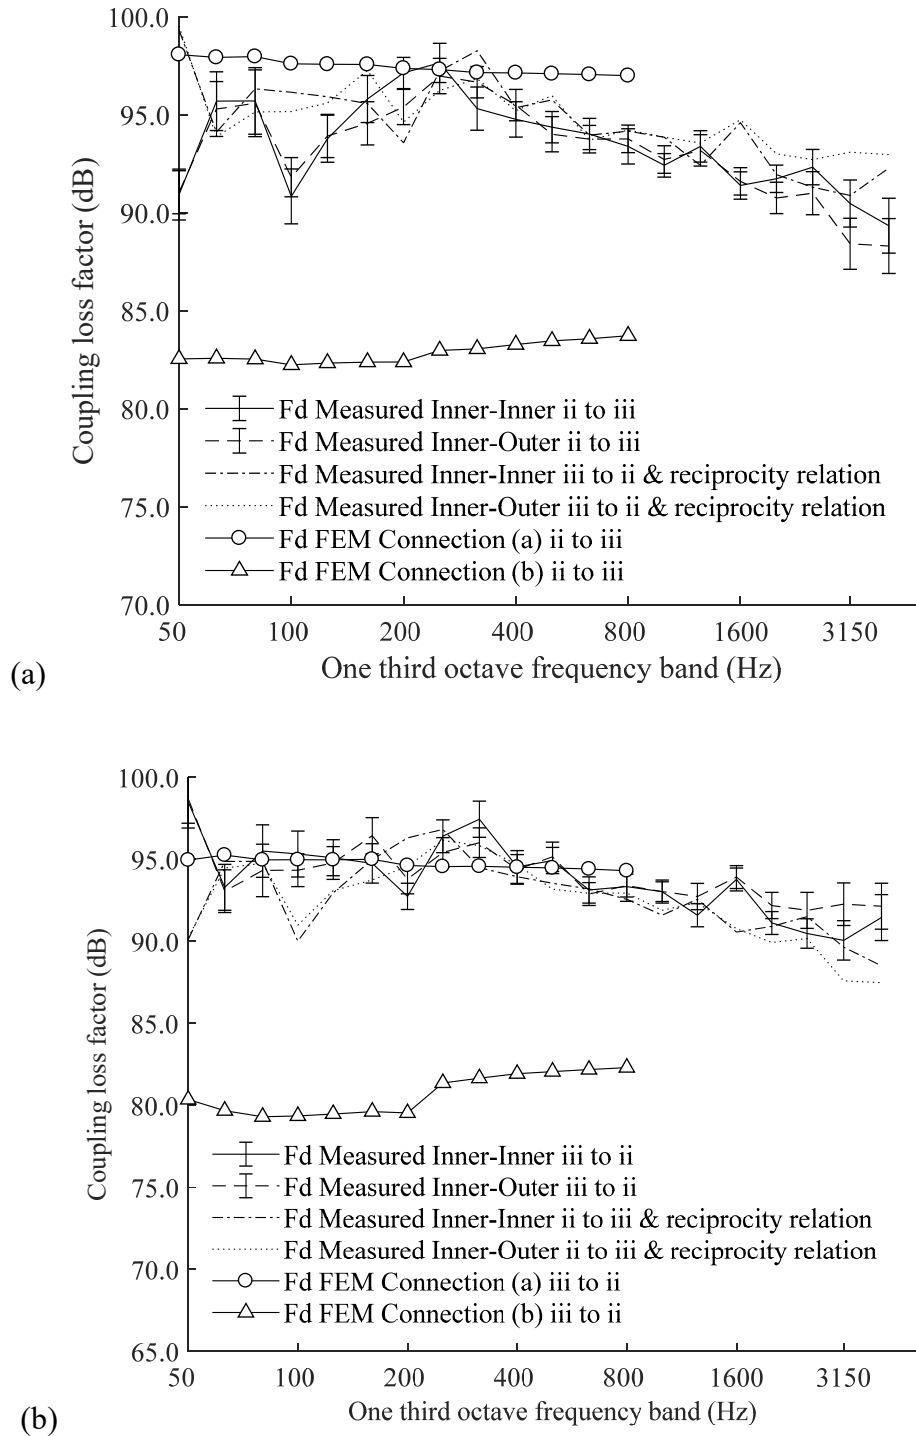 100.0
95.0
90.0
85.0
80.0
75.0
70.0
Coupling loss factor (dB)
Fd Measured Inner-Inner ii to iii
Fd Measured Inner-Outer ii to iii
Fd Measured Inner-Inner iii to ii & reciprocity relation
Fd Measured Inner-Outer iii to ii & reciprocity relation
Fd FEM Connection (a) ii to iii
Fd FEM Connection (b) ii to iii
50 100 200 400 800 1600 3150
One third octave frequency band (Hz)
(a)
100.0
95.0
90.0
85.0
80.0
75.0
70.0
65.0
Coupling loss factor (dB)
Fd Measured Inner-Inner iii to ii
Fd Measured Inner-Outer iii to ii
Fd Measured Inner-Inner ii to iii & reciprocity relation
Fd Measured Inner-Outer ii to iii & reciprocity relation
Fd FEM Connection (a) iii to ii
Fd FEM Connection (b) iii to ii
50 100 200 400 800 1600 3150
One third octave frequency band (Hz)
(b)